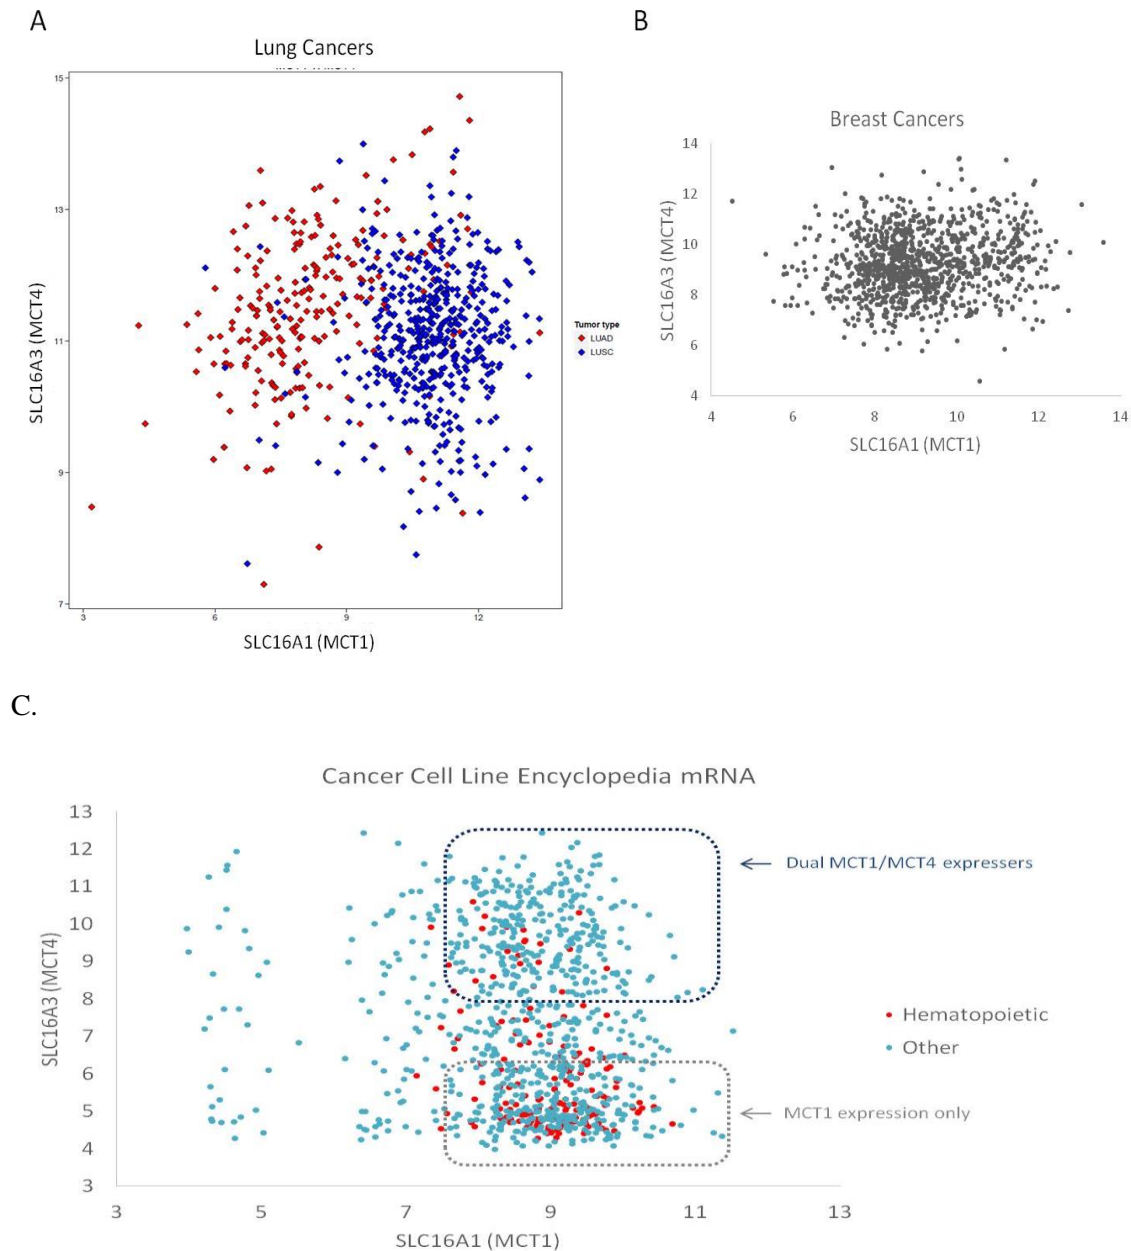 A
B
Lung Cancers
15
13
11
9
7
3
6
9
12
SLC16A3 (MCT4)
SLC16A1 (MCT1)
Tumor type
LUAD
LUSC
Breast Cancers
14
12
10
8
6
4
4
6
8
10
12
14
SLC16A3 (MCT4)
SLC16A1 (MCT1)
C.
Cancer Cell Line Encyclopedia mRNA
13
12
11
10
9
8
7
6
5
4
3
3
5
7
9
11
13
SLC16A3 (MCT4)
SLC16A1 (MCT1)
Dual MCT1/MCT4 expressers
Hematopoietic
Other
MCT1 expression only